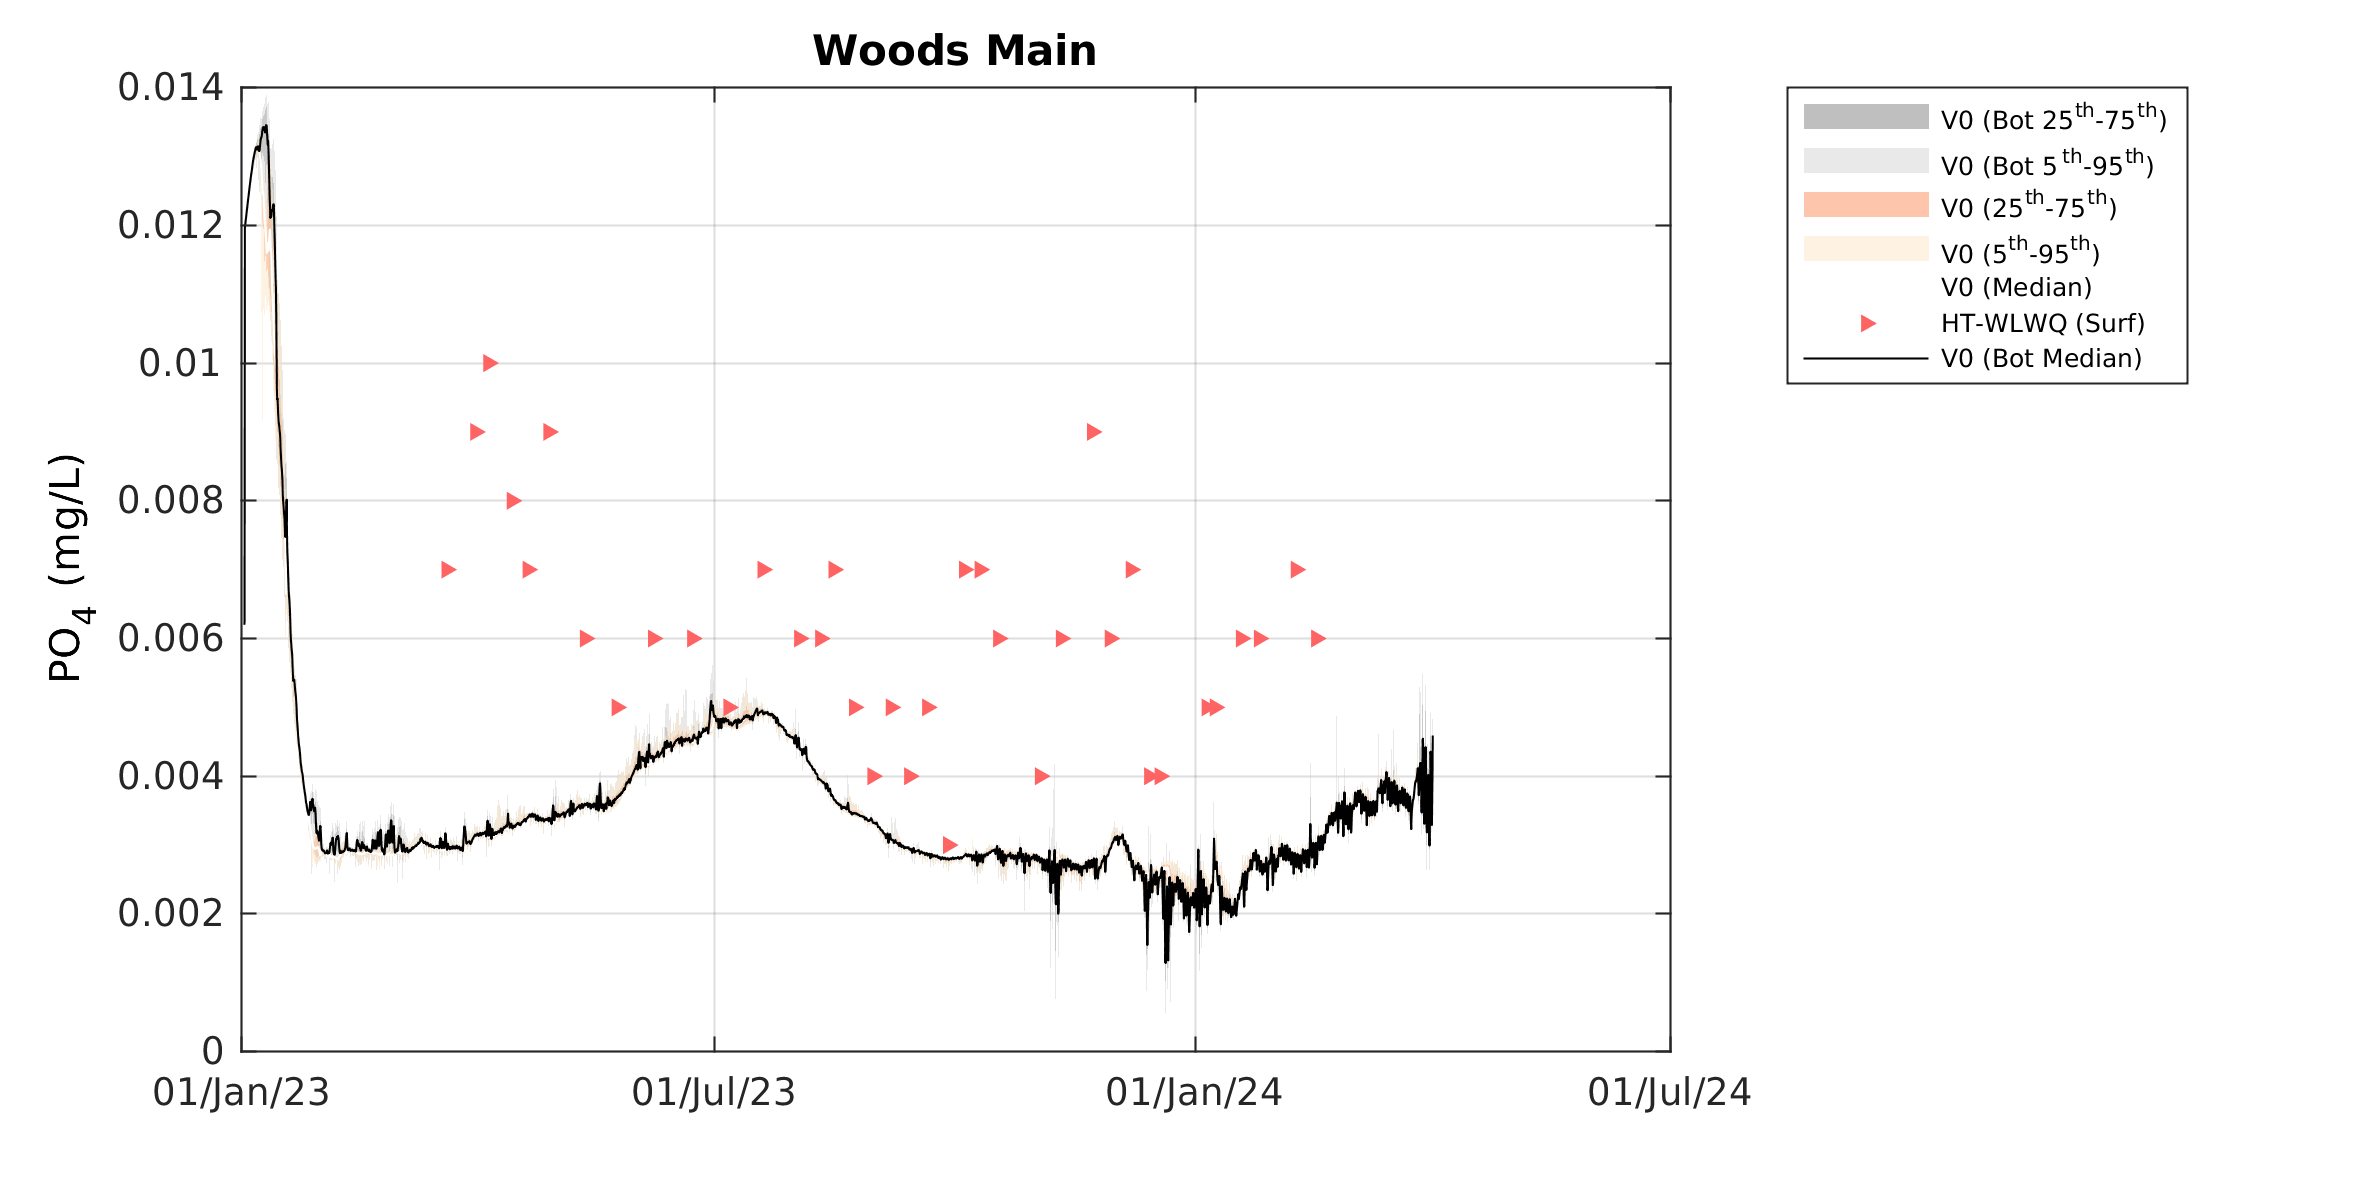 Woods Main
0.014
0.012
0.01
0.008
0.006
0.004
0.002
0
PO4 (mg/L)
01/Jan/23
01/Jul/23
01/Jan/24
01/Jul/24
V0 (Bot 25th-75th)
V0 (Bot 5th-95th)
V0 (25th-75th)
V0 (5th-95th)
V0 (Median)
HT-WLWQ (Surf)
V0 (Bot Median)